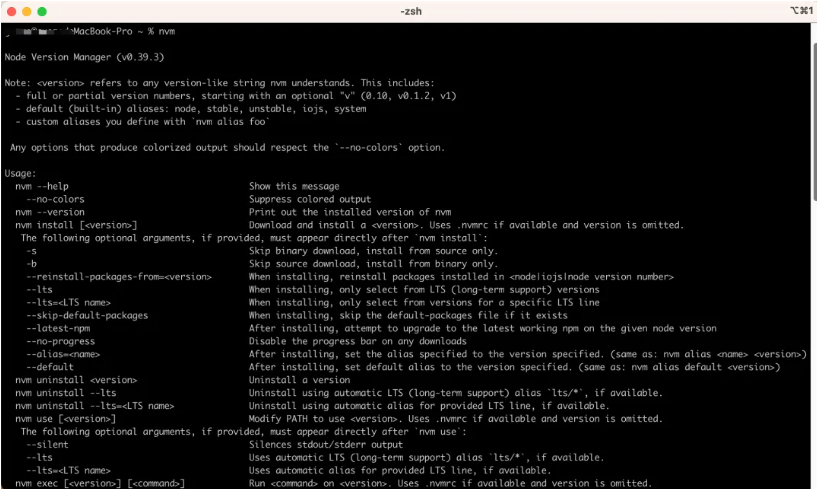 -zsh
⌥⌘1
MacBook-Pro ~ % nvm
Node Version Manager (v0.39.3)
Note: <version> refers to any version-like string nvm understands. This includes:
- full or partial version numbers, starting with an optional "v" (0.10, v0.1.2, v1)
- default (built-in) aliases: node, stable, unstable, iojs, system
- custom aliases you define with `nvm alias foo`
Any options that produce colorized output should respect the `--no-colors` option.
Usage:
nvm --help Show this message
--no-colors Suppress colored output
nvm --version Print out the installed version of nvm
nvm install [<version>] Download and install a <version>. Uses .nvmrc if available and version is omitted.
The following optional arguments, if provided, must appear directly after `nvm install`:
-s Skip binary download, install from source only.
-b Skip source download, install from binary only.
--reinstall-packages-from=<version> When installing, reinstall packages installed in <node|iojs|node version number>
--lts When installing, only select from LTS (long-term support) versions
--lts=<LTS name> When installing, only select from versions for a specific LTS line
--skip-default-packages When installing, skip the default-packages file if it exists
--latest-npm After installing, attempt to upgrade to the latest working npm on the given node version
--no-progress Disable the progress bar on any downloads
--alias=<name> After installing, set the alias specified to the version specified. (same as: nvm alias <name> <version>)
--default After installing, set default alias to the version specified. (same as: nvm alias default <version>)
nvm uninstall <version> Uninstall a version
nvm uninstall --lts Uninstall using automatic LTS (long-term support) alias `lts/*`, if available.
nvm uninstall --lts=<LTS name> Uninstall using automatic alias for provided LTS line, if available.
nvm use [<version>] Modify PATH to use <version>. Uses .nvmrc if available and version is omitted.
The following optional arguments, if provided, must appear directly after `nvm use`:
--silent Silences stdout/stderr output
--lts Uses automatic LTS (long-term support) alias `lts/*`, if available.
--lts=<LTS name> Uses automatic alias for provided LTS line, if available.
nvm exec [<version>] [<command>] Run <command> on <version>. Uses .nvmrc if available and version is omitted.